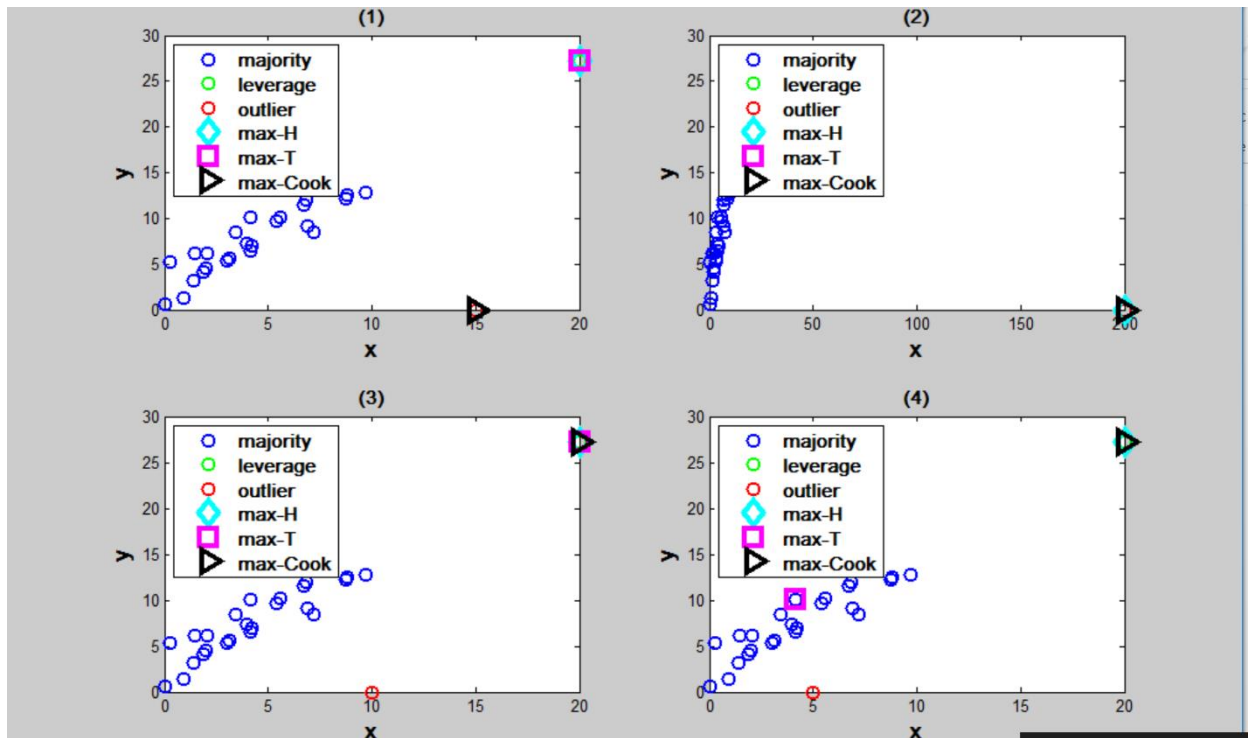 (1)
30
25
20
15
10
5
0
y
majority
leverage
outlier
max-H
max-T
max-Cook
0 5 10 15 20
x
(2)
30
25
20
15
10
5
0
y
majority
leverage
outlier
max-H
max-T
max-Cook
0 50 100 150 200
x
(3)
30
25
20
15
10
5
0
y
majority
leverage
outlier
max-H
max-T
max-Cook
0 5 10 15 20
x
(4)
30
25
20
15
10
5
0
y
majority
leverage
outlier
max-H
max-T
max-Cook
0 5 10 15 20
x